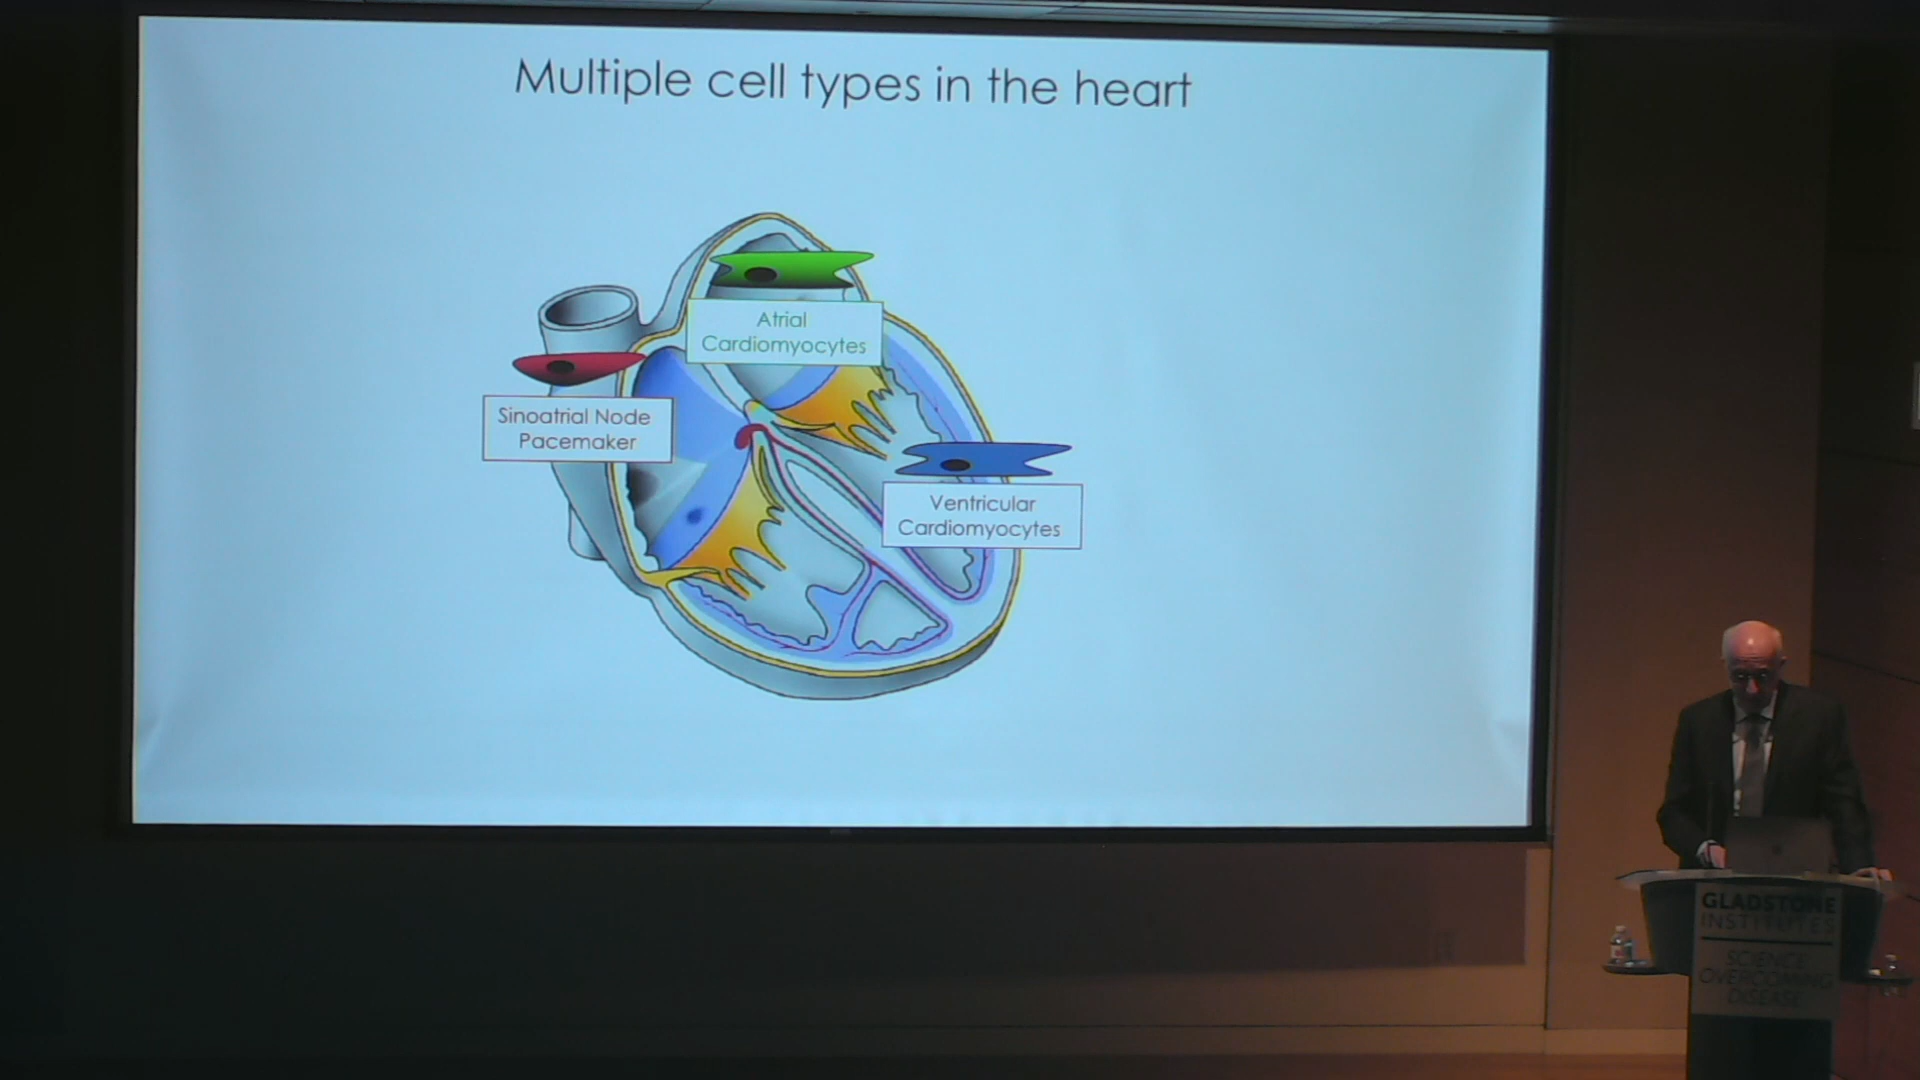 Multiple cell types in the heart
Atrial
Cardiomyocytes
Sinoatrial Node
Pacemaker
Ventricular
Cardiomyocytes
GLADSTONE
INSTITUTES
SCIENCE
OVERCOMING
DISEASE